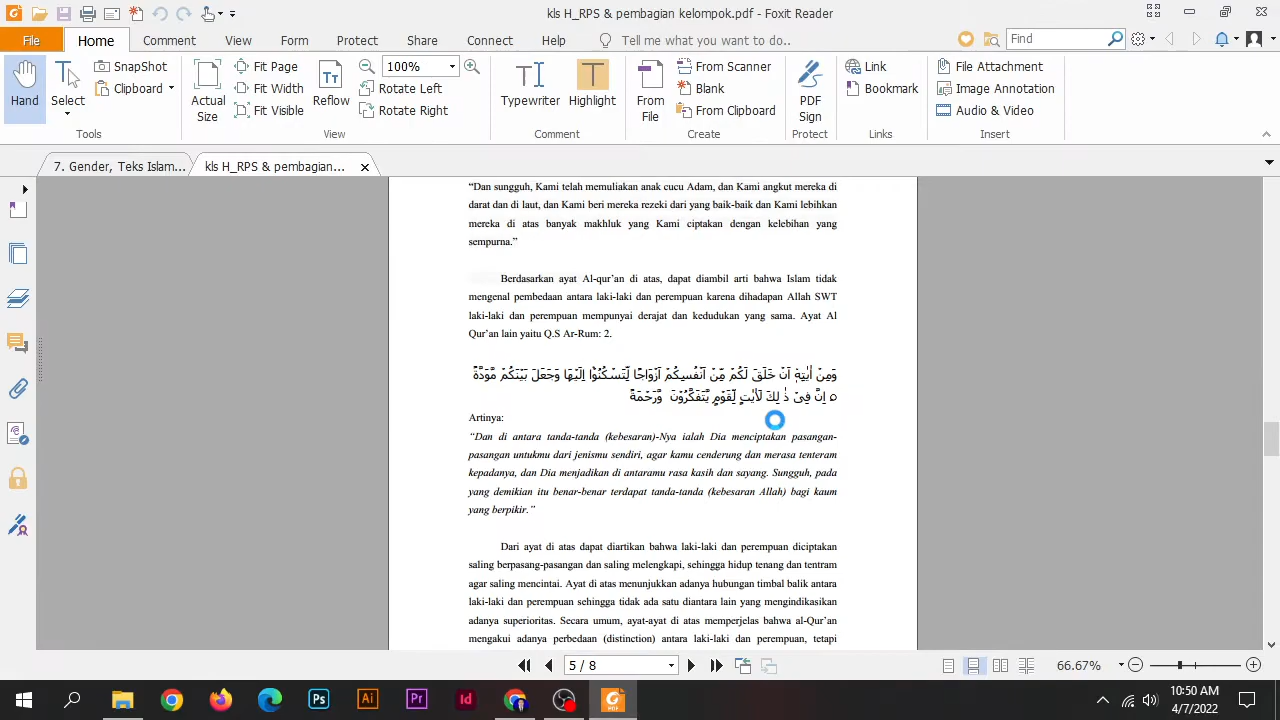 kls H_RPS & pembagian kelompok.pdf - Foxit Reader
File Home Comment View Form Protect Share Connect Help Tell me what you want to do.. Find
Hand
Select
SnapShot
Clipboard
Tools
Actual Size
Fit Page
Fit Width
Fit Visible
Reflow
100%
Rotate Left
Rotate Right
View
Typewriter
Highlight
Comment
From File
From Scanner
Blank
From Clipboard
Create
PDF Sign
Protect
Link
Bookmark
Links
File Attachment
Image Annotation
Audio & Video
Insert
7. Gender, Teks Islam...
kls H_RPS & pembagian...
“Dan sungguh, Kami telah memuliakan anak cucu Adam, dan Kami angkut mereka di
darat dan di laut, dan Kami beri mereka rezeki dari yang baik-baik dan Kami lebihkan
mereka di atas banyak makhluk yang Kami ciptakan dengan kelebihan yang
sempurna.”
Berdasarkan ayat Al-qur’an di atas, dapat diambil arti bahwa Islam tidak
mengenal pembedaan antara laki-laki dan perempuan karena dihadapan Allah SWT
laki-laki dan perempuan mempunyai derajat dan kedudukan yang sama. Ayat Al
Qur’an lain yaitu Q.S Ar-Rum: 2.
وَمِنْ اٰيٰتِهٖٓ اَنْ خَلَقَ لَكُمْ مِّنْ اَنْفُسِكُمْ اَزْوَاجًا لِّتَسْكُنُوْٓا اِلَيْهَا وَجَعَلَ بَيْنَكُمْ مَّوَدَّةً
۝ اِنَّ فِيْ ذٰ لِكَ لَاٰيٰتٍ لِّقَوْمٍ يَّتَفَكَّرُوْنَ وَّرَحْمَةً
Artinya:
“Dan di antara tanda-tanda (kebesaran)-Nya ialah Dia menciptakan pasangan-
pasangan untukmu dari jenismu sendiri, agar kamu cenderung dan merasa tenteram
kepadanya, dan Dia menjadikan di antaramu rasa kasih dan sayang. Sungguh, pada
yang demikian itu benar-benar terdapat tanda-tanda (kebesaran Allah) bagi kaum
yang berpikir.”
Dari ayat di atas dapat diartikan bahwa laki-laki dan perempuan diciptakan
saling berpasang-pasangan dan saling melengkapi, sehingga hidup tenang dan tentram
agar saling mencintai. Ayat di atas menunjukkan adanya hubungan timbal balik antara
laki-laki dan perempuan sehingga tidak ada satu diantara lain yang mengindikasikan
adanya superioritas. Secara umum, ayat-ayat di atas memperjelas bahwa al-Qur’an
mengakui adanya perbedaan (distinction) antara laki-laki dan perempuan, tetapi
5 / 8
66.67%
Ps Ai Pr Id PDF
10:50 AM
4/7/2022